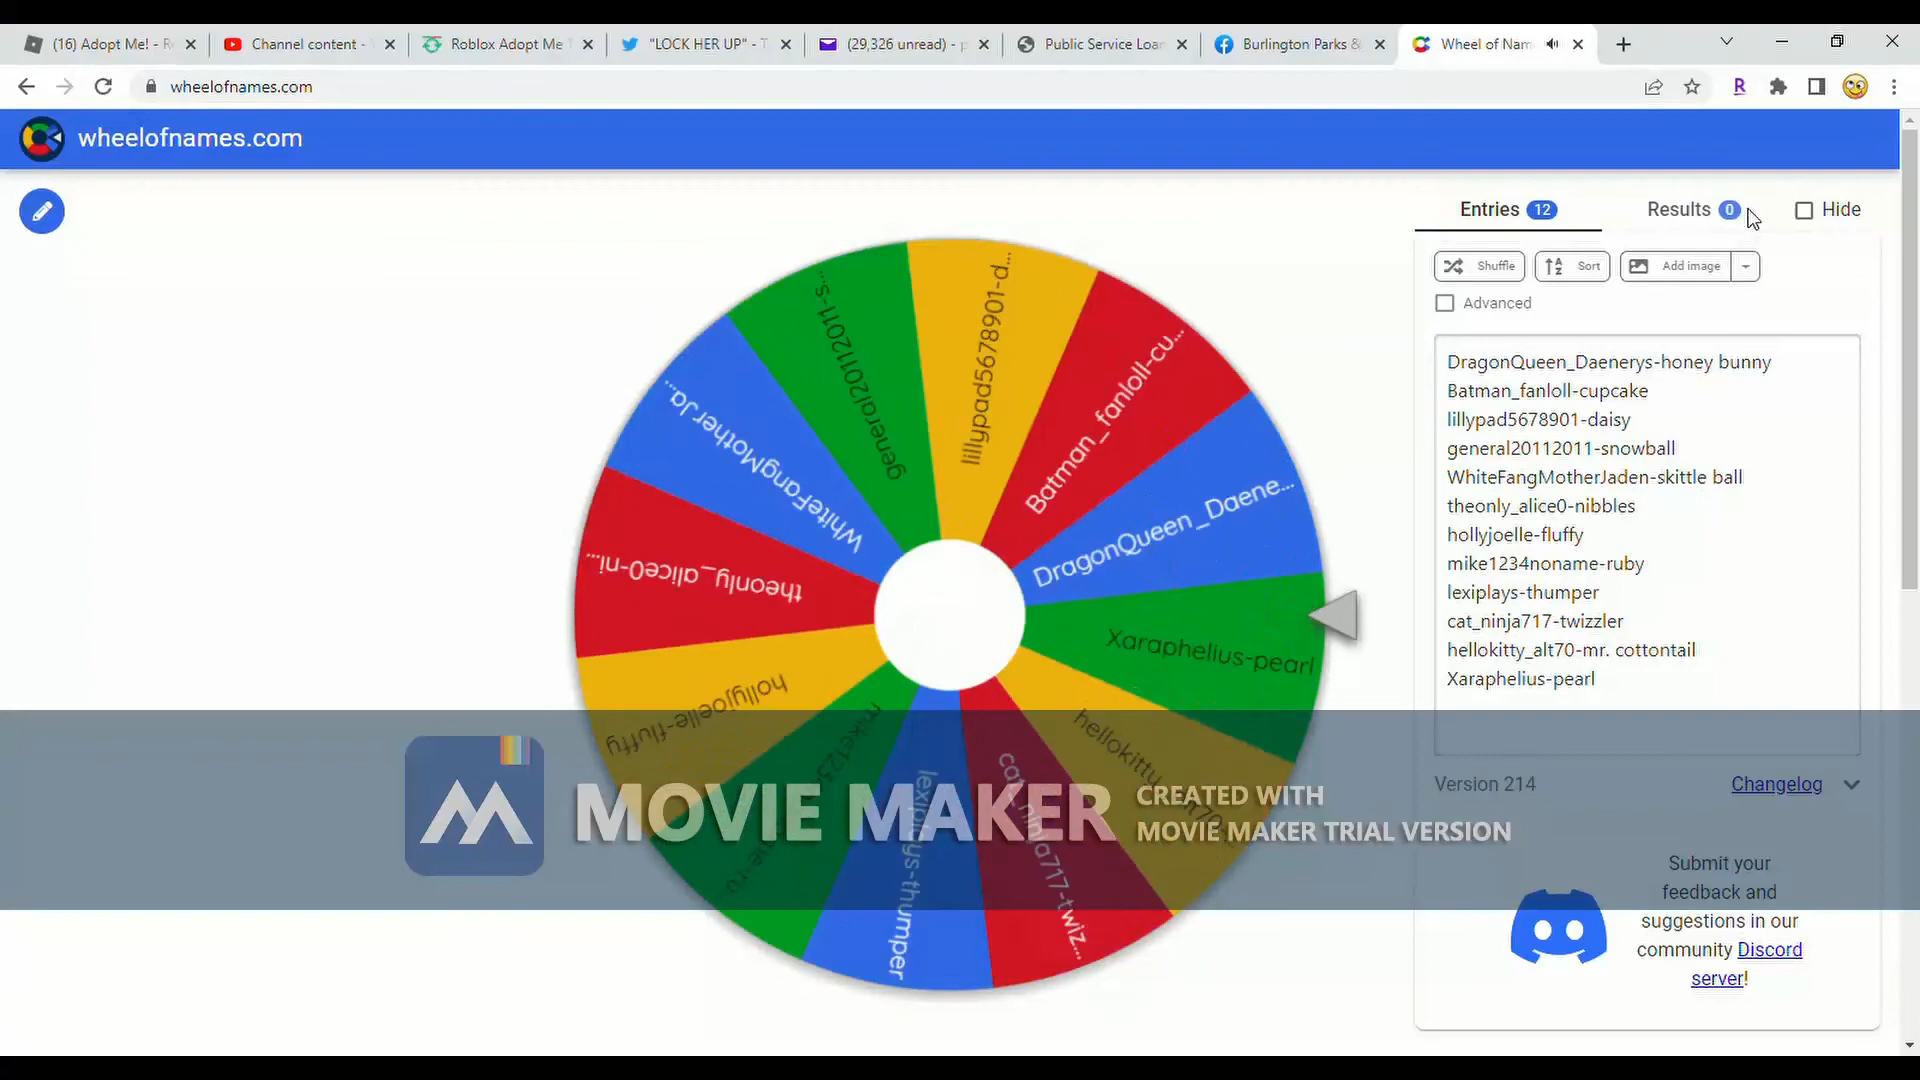 (16) Adopt Me! - R
Channel content -
Roblox Adopt Me
"LOCK HER UP" - T
(29,326 unread) -
Public Service Loa
Burlington Parks &
Wheel of Nam
wheelofnames.com
wheelofnames.com
Entries 12
Results 0
Hide
Shuffle
Sort
Add image
Advanced
DragonQueen_Daenerys-honey bunny
Batman_fanloll-cupcake
lillypad5678901-daisy
general20112011-snowball
WhiteFangMotherJaden-skittle ball
theonly_alice0-nibbles
hollyjoelle-fluffy
mike1234noname-ruby
lexiplays-thumper
cat_ninja717-twizzler
hellokitty_alt70-mr. cottontail
Xaraphelius-pearl
general20112011-s...
lillypad5678901-d...
Batman_fanloll-cu...
DragonQueen_Daene...
Xaraphelius-pearl
hellokitty_alt70-
cat_ninja717-twiz...
lexiplays-thumper
hollyjoelle-fluffy
theonly_alice0-ni...
WhiteFangMotherJa...
MOVIE MAKER
CREATED WITH
MOVIE MAKER TRIAL VERSION
Version 214
Changelog
Submit your
feedback and
suggestions in our
community Discord
server!